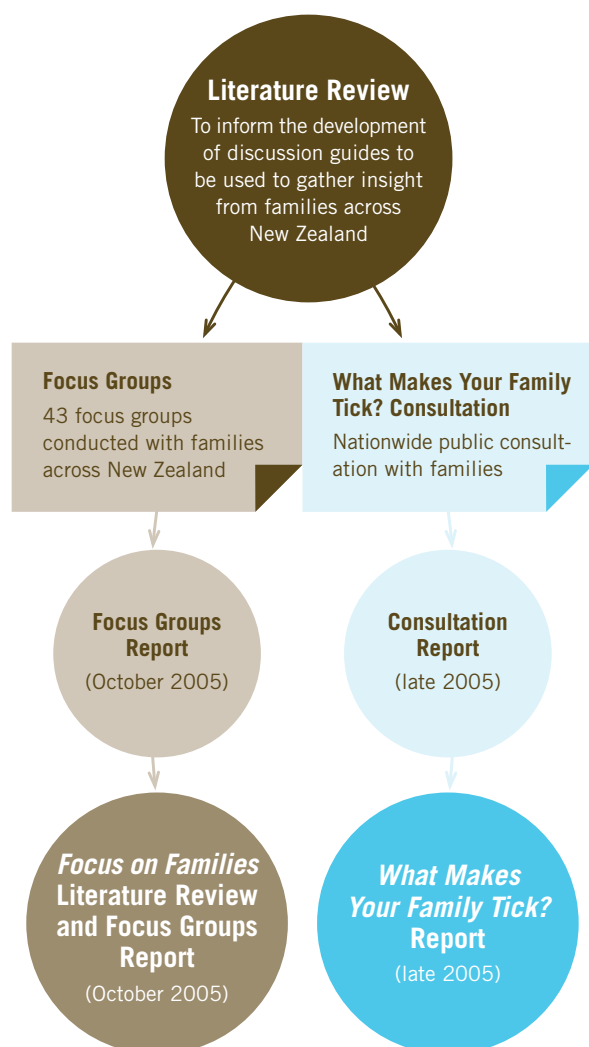 Literature Review
To inform the development
of discussion guides to
be used to gather insight
from families across
New Zealand
Focus Groups
43 focus groups
conducted with families
across New Zealand
What Makes Your Family
Tick? Consultation
Nationwide public consult-
ation with families
Focus Groups
Report
(October 2005)
Consultation
Report
(late 2005)
Focus on Families
Literature Review
and Focus Groups
Report
(October 2005)
What Makes
Your Family Tick?
Report
(late 2005)